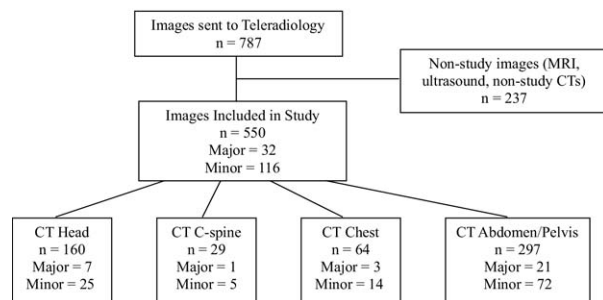 Images sent to Teleradiology
n = 787
Non-study images (MRI,
ultrasound, non-study CTs)
n = 237
Images Included in Study
n = 550
Major = 32
Minor = 116
CT Head
n = 160
Major = 7
Minor = 25
CT C-spine
n = 29
Major = 1
Minor = 5
CT Chest
n = 64
Major = 3
Minor = 14
CT Abdomen/Pelvis
n = 297
Major = 21
Minor = 72